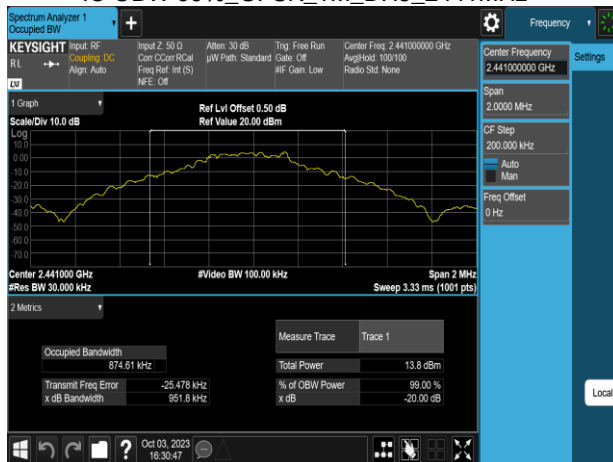 Spectrum Analyzer 1
Occupied BW
+
Frequency
KEYSIGHT
RL
LXI
Input: RF
Coupling: DC
Align: Auto
Input Z: 50 Ω
Corr CCorr RCal
Freq Ref: Int (S)
NFE: Off
Atten: 30 dB
µW Path: Standard
Trig: Free Run
Gate: Off
#IF Gain: Low
Center Freq: 2.441000000 GHz
Avg|Hold: 100/100
Radio Std: None
Center Frequency
2.441000000 GHz
Settings
Span
2.0000 MHz
CF Step
200.000 kHz
Auto
Man
Freq Offset
0 Hz
Local
1 Graph
Scale/Div 10.0 dB
Ref Lvl Offset 0.50 dB
Ref Value 20.00 dBm
Log
10.0
0.00
-10.0
-20.0
-30.0
-40.0
-50.0
-60.0
-70.0
Center 2.441000 GHz
#Video BW 100.00 kHz
Span 2 MHz
#Res BW 30.000 kHz
Sweep 3.33 ms (1001 pts)
2 Metrics
Measure Trace Trace 1
Occupied Bandwidth
874.61 kHz
Total Power 13.8 dBm
Transmit Freq Error -25.478 kHz
% of OBW Power 99.00 %
x dB Bandwidth 951.8 kHz
x dB -20.00 dB
?
Oct 03, 2023
16:30:47